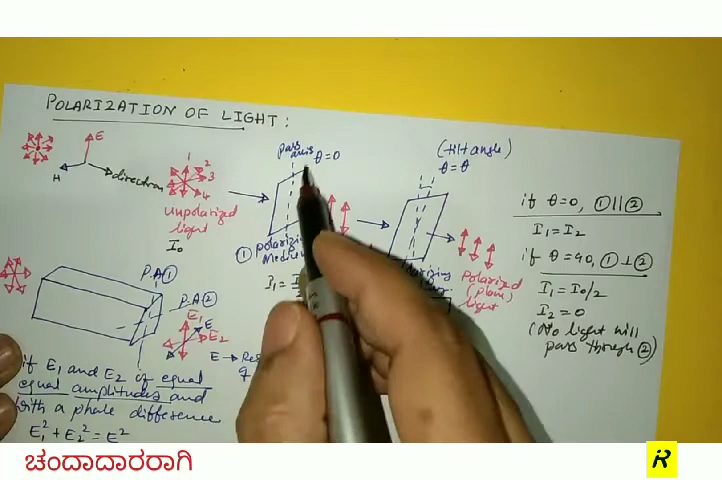 POLARIZATION OF LIGHT:
E
H
direction
1
2
3
4
unpolarized
light
I₀
pass
axis θ=0
① polarizing
Medium
I₁ =
(tilt angle)
θ = θ
Polarized
(plane)
light
if θ=0, ①||②
I₁ = I₂
if θ=90, ①⊥②
I₁ = I₀/2
I₂ = 0
(No light will
pass through ②)
P.A①
P.A②
E₁
E
E₂
E →
if E₁ and E₂ of equal
equal amplitudes and
with a phase difference
E₁² + E₂² = E²
ಚಂದಾದಾರರಾಗಿ
R